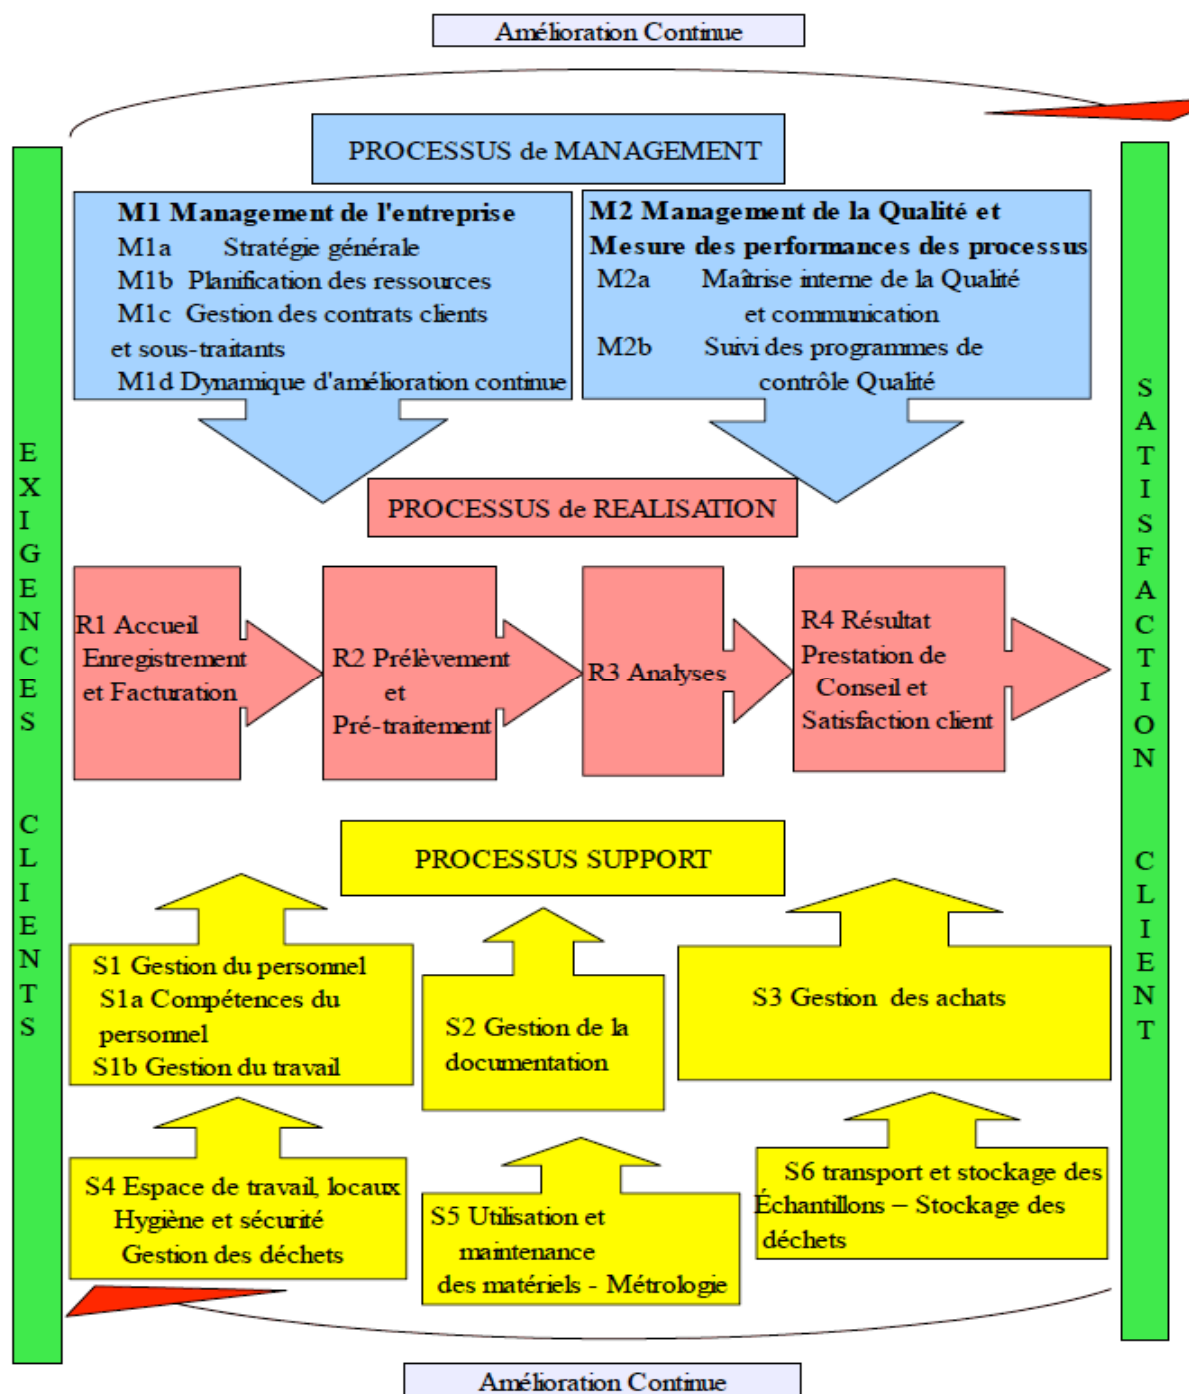 Amélioration Continue
PROCESSUS de MANAGEMENT
M1 Management de l'entreprise
M1a Stratégie générale
M1b Planification des ressources
M1c Gestion des contrats clients
et sous-traitants
M1d Dynamique d'amélioration continue
M2 Management de la Qualité et
Mesure des performances des processus
M2a Maîtrise interne de la Qualité
et communication
M2b Suivi des programmes de
contrôle Qualité
EXIGENCES CLIENTS
PROCESSUS de REALISATION
R1 Accueil
Enregistrement
et Facturation
R2 Prélèvement
et
Pré-traitement
R3 Analyses
R4 Résultat
Prestation de
Conseil et
Satisfaction client
SATISFACTION CLIENT
PROCESSUS SUPPORT
S1 Gestion du personnel
S1a Compétences du
personnel
S1b Gestion du travail
S2 Gestion de la
documentation
S3 Gestion des achats
S4 Espace de travail, locaux
Hygiène et sécurité
Gestion des déchets
S5 Utilisation et
maintenance
des matériels - Métrologie
S6 transport et stockage des
Échantillons – Stockage des
déchets
Amélioration Continue